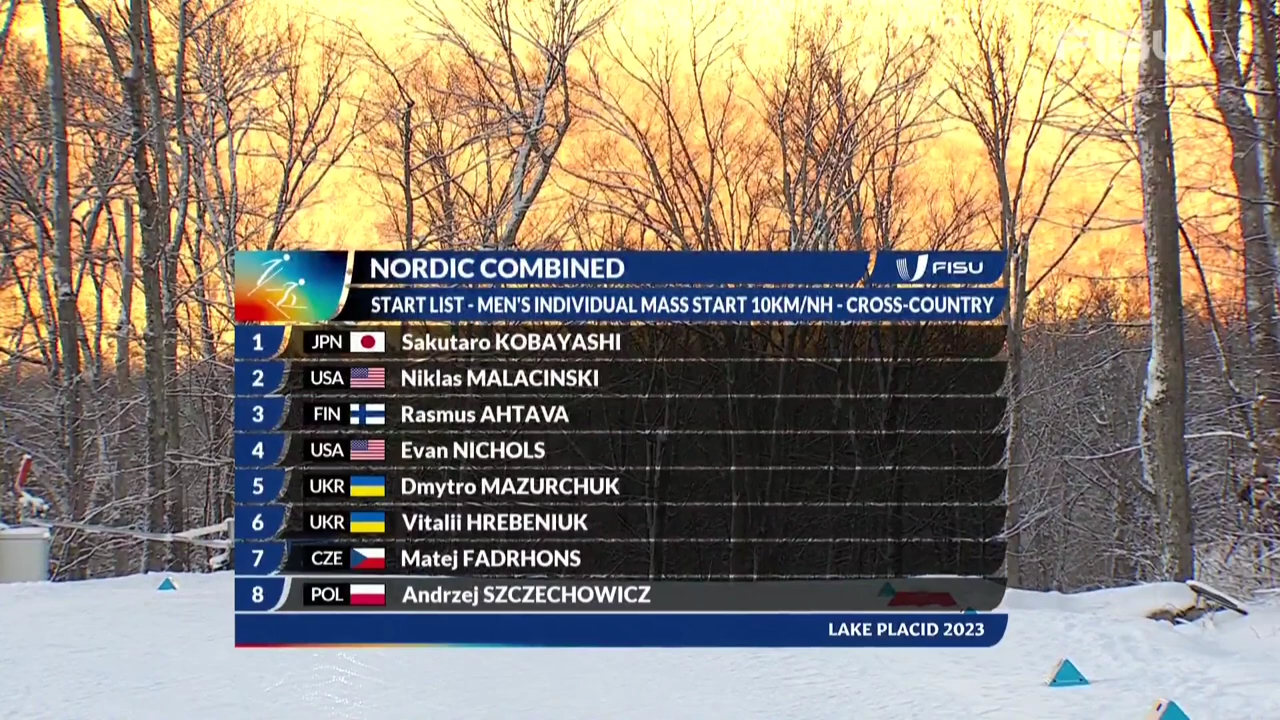 FISU
NORDIC COMBINED
FISU
START LIST - MEN'S INDIVIDUAL MASS START 10KM/NH - CROSS-COUNTRY
1 JPN Sakutaro KOBAYASHI
2 USA Niklas MALACINSKI
3 FIN Rasmus AHTAVA
4 USA Evan NICHOLS
5 UKR Dmytro MAZURCHUK
6 UKR Vitalii HREBENIUK
7 CZE Matej FADRHONS
8 POL Andrzej SZCZECHOWICZ
LAKE PLACID 2023